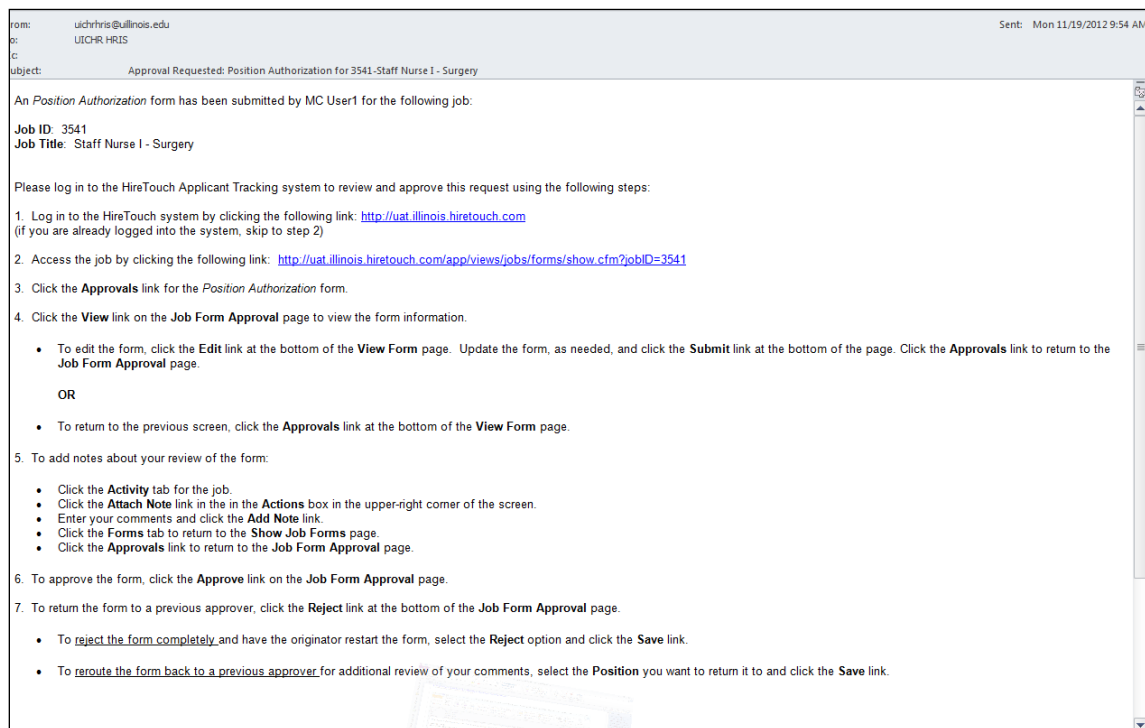 rom: uichrhris@uillinois.edu Sent: Mon 11/19/2012 9:54 AM
o: UICHR HRIS
c:
ubject: Approval Requested: Position Authorization for 3541-Staff Nurse I - Surgery
An Position Authorization form has been submitted by MC User1 for the following job:
Job ID: 3541
Job Title: Staff Nurse I - Surgery
Please log in to the HireTouch Applicant Tracking system to review and approve this request using the following steps:
1. Log in to the HireTouch system by clicking the following link: http://uat.illinois.hiretouch.com
(if you are already logged into the system, skip to step 2)
2. Access the job by clicking the following link: http://uat.illinois.hiretouch.com/app/views/jobs/forms/show.cfm?jobID=3541
3. Click the Approvals link for the Position Authorization form.
4. Click the View link on the Job Form Approval page to view the form information.
• To edit the form, click the Edit link at the bottom of the View Form page. Update the form, as needed, and click the Submit link at the bottom of the page. Click the Approvals link to return to the
Job Form Approval page.
OR
• To return to the previous screen, click the Approvals link at the bottom of the View Form page.
5. To add notes about your review of the form:
• Click the Activity tab for the job.
• Click the Attach Note link in the in the Actions box in the upper-right corner of the screen.
• Enter your comments and click the Add Note link.
• Click the Forms tab to return to the Show Job Forms page.
• Click the Approvals link to return to the Job Form Approval page.
6. To approve the form, click the Approve link on the Job Form Approval page.
7. To return the form to a previous approver, click the Reject link at the bottom of the Job Form Approval page.
• To reject the form completely and have the originator restart the form, select the Reject option and click the Save link.
• To reroute the form back to a previous approver for additional review of your comments, select the Position you want to return it to and click the Save link.